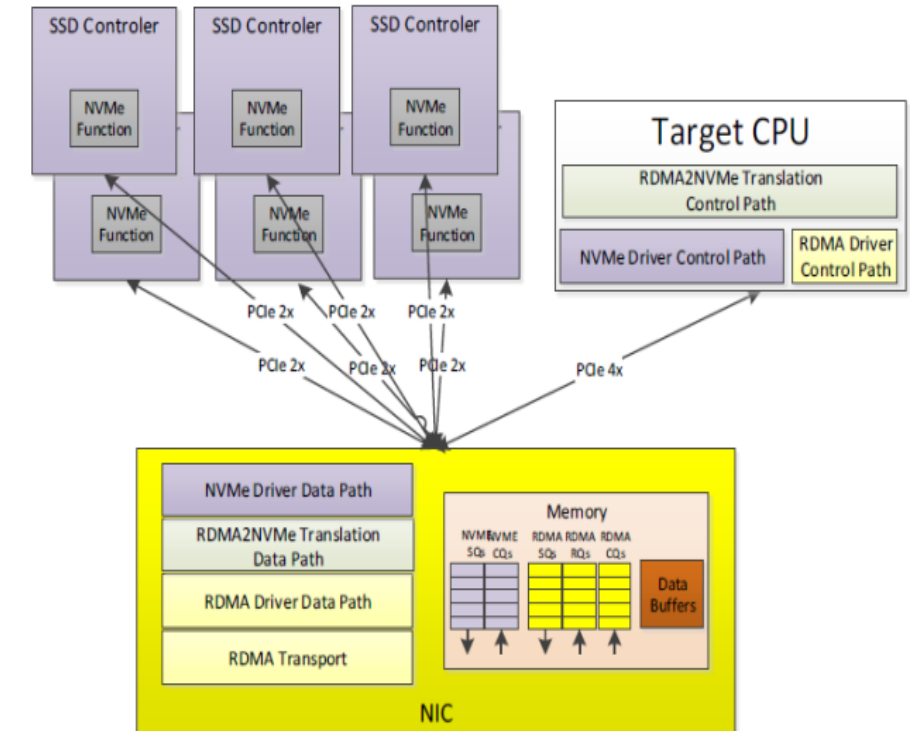 SSD Controler
SSD Controler
SSD Controler
NVMe
Function
NVMe
Function
NVMe
Function
NVMe
Function
NVMe
Function
NVMe
Function
Target CPU
RDMA2NVMe Translation
Control Path
NVMe Driver Control Path
RDMA Driver
Control Path
PCIe 2x
PCIe 2x
PCIe 2x
PCIe 2x
PCIe 2x
PCIe 2x
PCIe 4x
NVMe Driver Data Path
RDMA2NVMe Translation
Data Path
RDMA Driver Data Path
RDMA Transport
Memory
NVME NVME RDMA RDMA RDMA
SQs CQs SQs RQs CQs
Data
Buffers
NIC